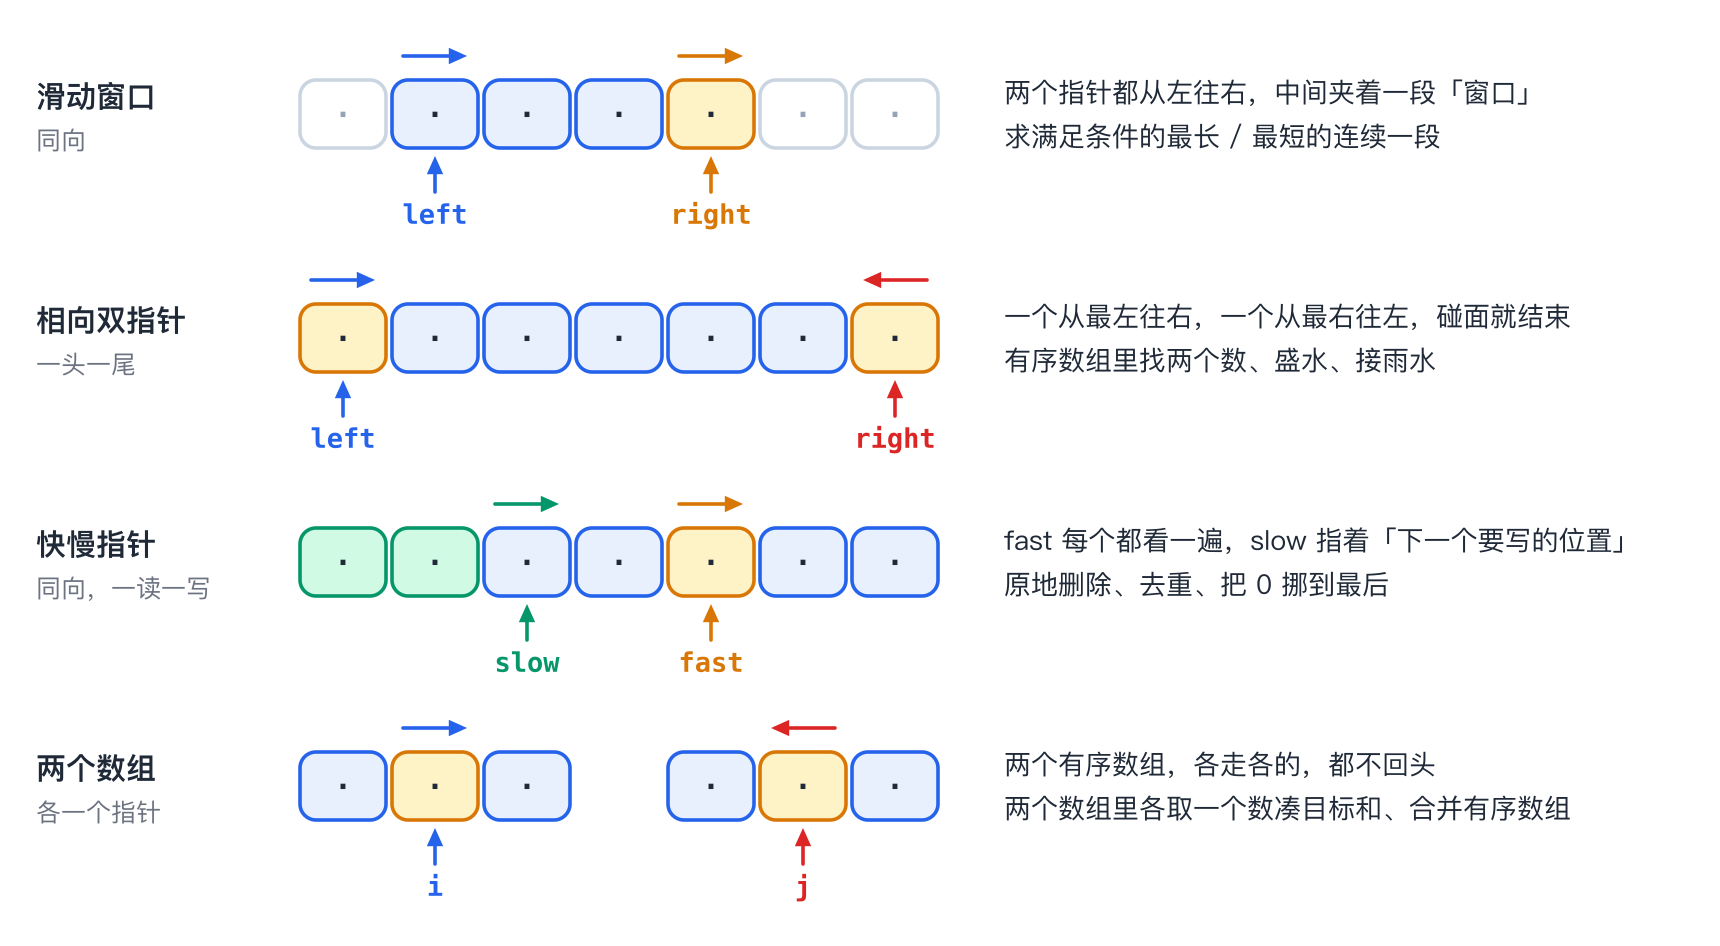 滑动窗口
同向
left
right
两个指针都从左往右，中间夹着一段「窗口」
求满足条件的最长 / 最短的连续一段
相向双指针
一头一尾
left
right
一个从最左往右，一个从最右往左，碰面就结束
有序数组里找两个数、盛水、接雨水
快慢指针
同向，一读一写
slow
fast
fast 每个都看一遍，slow 指着「下一个要写的位置」
原地删除、去重、把 0 挪到最后
两个数组
各一个指针
i
j
两个有序数组，各走各的，都不回头
两个数组里各取一个数凑目标和、合并有序数组